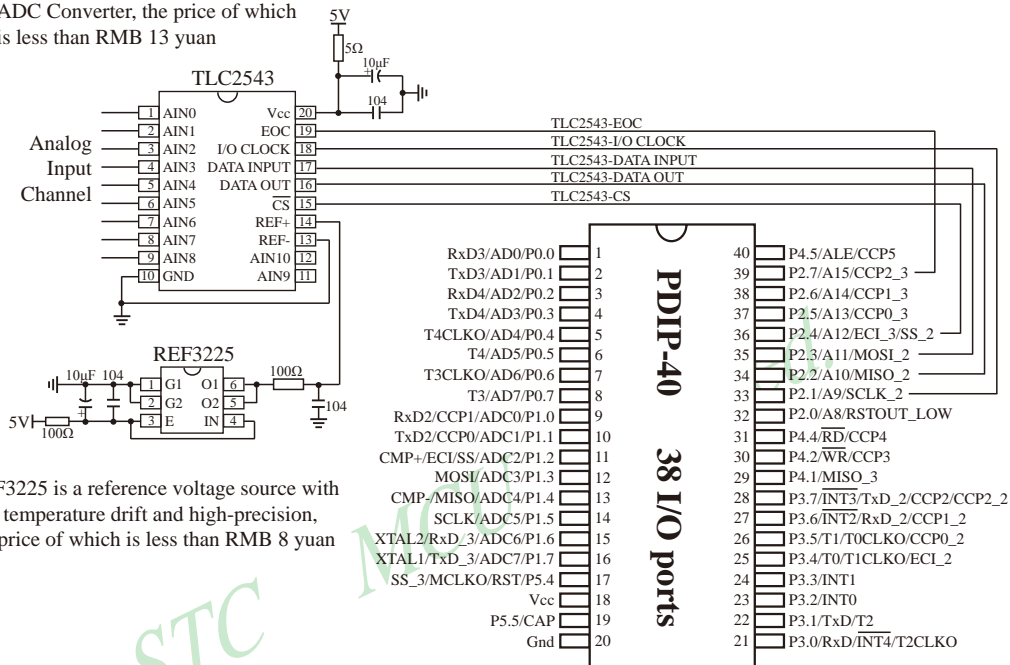 ADC Converter, the price of which
is less than RMB 13 yuan
5V
5Ω
10μF
+
104
TLC2543
Analog
Input
Channel
1 AIN0
2 AIN1
3 AIN2
4 AIN3
5 AIN4
6 AIN5
7 AIN6
8 AIN7
9 AIN8
10 GND
Vcc 20
EOC 19
I/O CLOCK 18
DATA INPUT 17
DATA OUT 16
CS 15
REF+ 14
REF- 13
AIN10 12
AIN9 11
TLC2543-EOC
TLC2543-I/O CLOCK
TLC2543-DATA INPUT
TLC2543-DATA OUT
TLC2543-CS
REF3225
10μF 104
+
5V
100Ω
1 G1
2 G2
3 E
O1 6
O2 5
IN 4
100Ω
104
F3225 is a reference voltage source with
temperature drift and high-precision,
price of which is less than RMB 8 yuan
RxD3/AD0/P0.0 1
TxD3/AD1/P0.1 2
RxD4/AD2/P0.2 3
TxD4/AD3/P0.3 4
T4CLKO/AD4/P0.4 5
T4/AD5/P0.5 6
T3CLKO/AD6/P0.6 7
T3/AD7/P0.7 8
RxD2/CCP1/ADC0/P1.0 9
TxD2/CCP0/ADC1/P1.1 10
CMP+/ECI/SS/ADC2/P1.2 11
MOSI/ADC3/P1.3 12
CMP-/MISO/ADC4/P1.4 13
SCLK/ADC5/P1.5 14
XTAL2/RxD_3/ADC6/P1.6 15
XTAL1/TxD_3/ADC7/P1.7 16
SS_3/MCLKO/RST/P5.4 17
Vcc 18
P5.5/CAP 19
Gnd 20
PDIP-40 38 I/O ports
40 P4.5/ALE/CCP5
39 P2.7/A15/CCP2_3
38 P2.6/A14/CCP1_3
37 P2.5/A13/CCP0_3
36 P2.4/A12/ECI_3/SS_2
35 P2.3/A11/MOSI_2
34 P2.2/A10/MISO_2
33 P2.1/A9/SCLK_2
32 P2.0/A8/RSTOUT_LOW
31 P4.4/RD/CCP4
30 P4.2/WR/CCP3
29 P4.1/MISO_3
28 P3.7/INT3/TxD_2/CCP2/CCP2_2
27 P3.6/INT2/RxD_2/CCP1_2
26 P3.5/T1/T0CLKO/CCP0_2
25 P3.4/T0/T1CLKO/ECI_2
24 P3.3/INT1
23 P3.2/INT0
22 P3.1/TxD/T2
21 P3.0/RxD/INT4/T2CLKO
STC MCU
d.